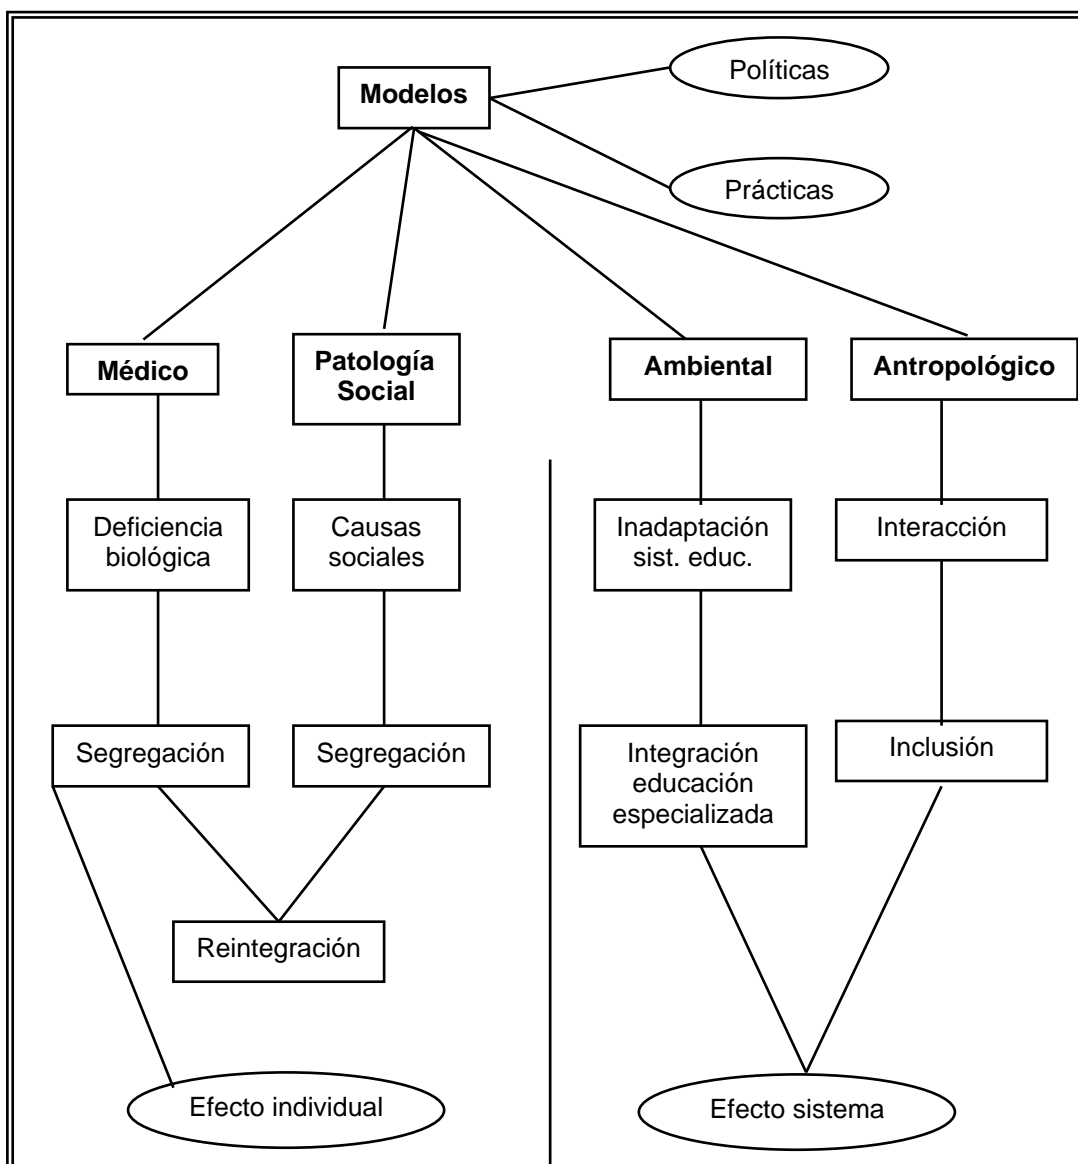 Políticas
Modelos
Prácticas
Médico
Patología
Social
Ambiental
Antropológico
Deficiencia
biológica
Causas
sociales
Inadaptación
sist. educ.
Interacción
Segregación
Segregación
Integración
educación
especializada
Inclusión
Reintegración
Efecto individual
Efecto sistema